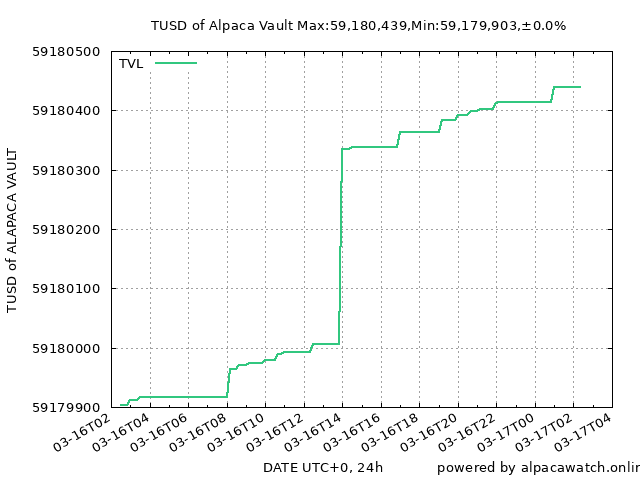 TUSD of Alpaca Vault Max:59,180,439,Min:59,179,903,±0.0%
TVL
59180500
59180400
59180300
59180200
59180100
59180000
59179900
TUSD of ALAPACA VAULT
03-16T02
03-16T04
03-16T06
03-16T08
03-16T10
03-16T12
03-16T14
03-16T16
03-16T18
03-16T20
03-16T22
03-17T00
03-17T02
03-17T04
DATE UTC+0, 24h
powered by alpacawatch.onlin